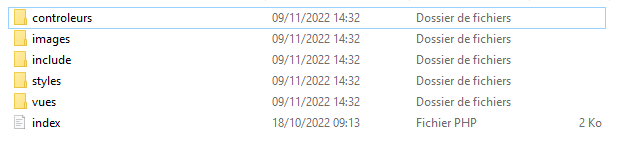 controleurs 09/11/2022 14:32 Dossier de fichiers
images 09/11/2022 14:32 Dossier de fichiers
include 09/11/2022 14:32 Dossier de fichiers
styles 09/11/2022 14:32 Dossier de fichiers
vues 09/11/2022 14:32 Dossier de fichiers
index 18/10/2022 09:13 Fichier PHP 2 Ko